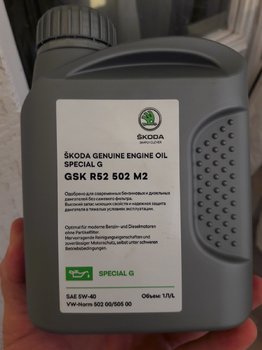 ŠKODA
SIMPLY CLEVER
ŠKODA GENUINE ENGINE OIL
SPECIAL G
GSK R52 502 M2
Одобрено для современных бензиновых и дизельных
двигателей без сажевого фильтра.
Высокий запас моющих свойств и надежная защита
двигателя в тяжелых условиях эксплуатации.
Optimal für moderne Benzin- und Dieselmotoren
ohne Partikelfilter.
Hervorragende Reinigungseigenschaften und
zuverlässiger Motorschutz, selbst unter schweren
Betriebsbedingungen.
SPECIAL G
SAE 5W-40
Объем: 1Л/L
VW-Norm 502 00/505 00